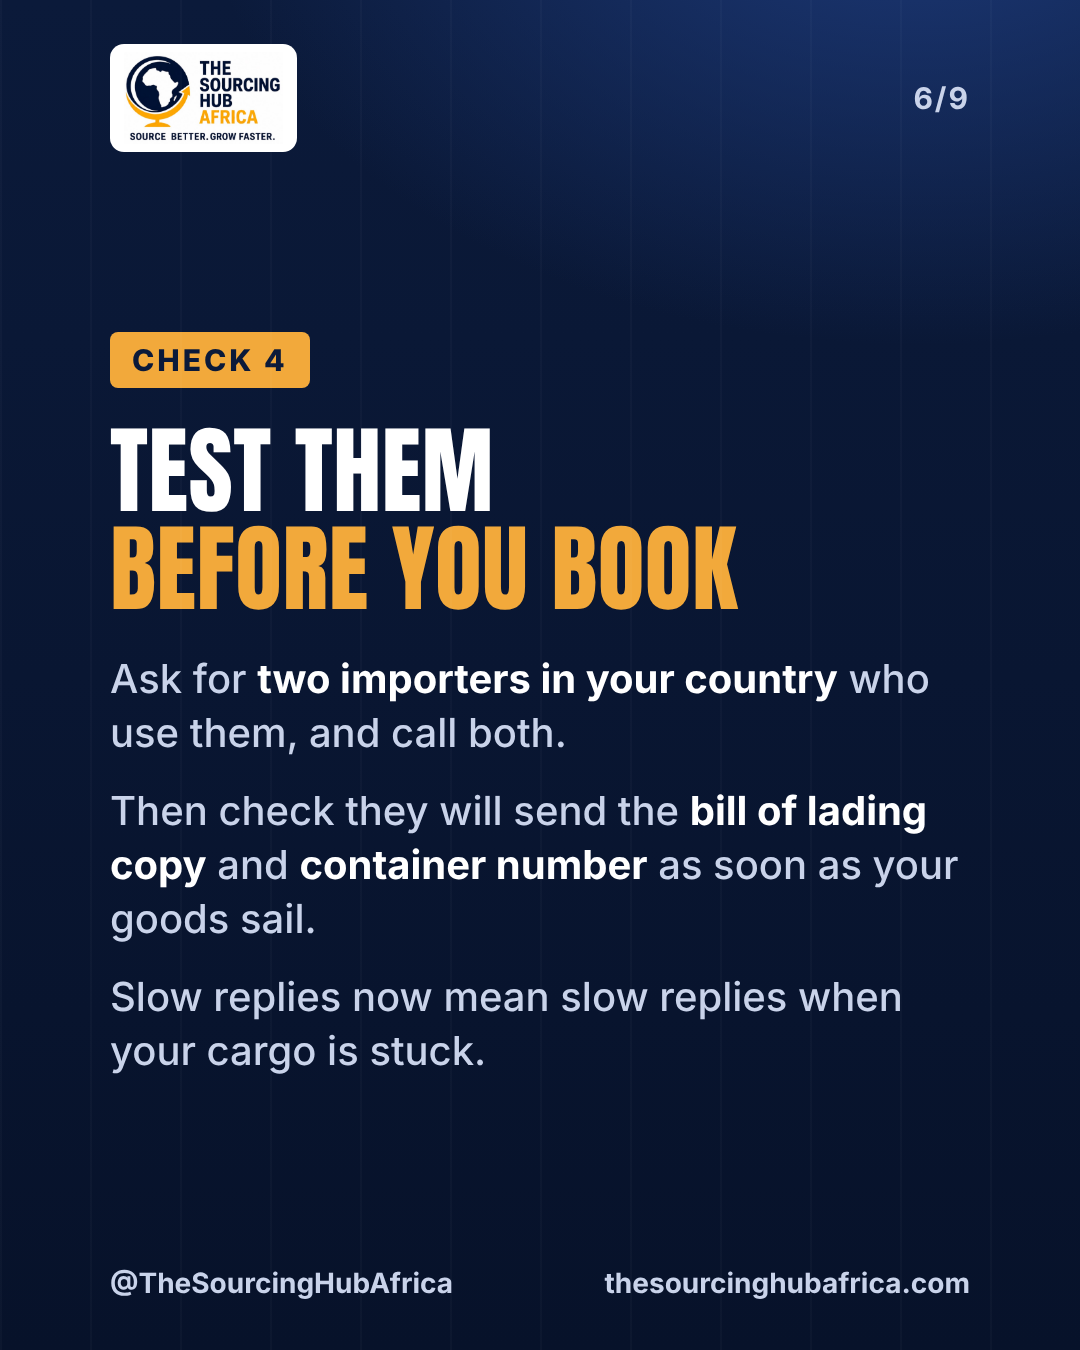 THE
SOURCING
HUB
AFRICA
SOURCE BETTER. GROW FASTER.
6/9
CHECK 4
TEST THEM
BEFORE YOU BOOK
Ask for two importers in your country who
use them, and call both.
Then check they will send the bill of lading
copy and container number as soon as your
goods sail.
Slow replies now mean slow replies when
your cargo is stuck.
@TheSourcingHubAfrica
thesourcinghubafrica.com